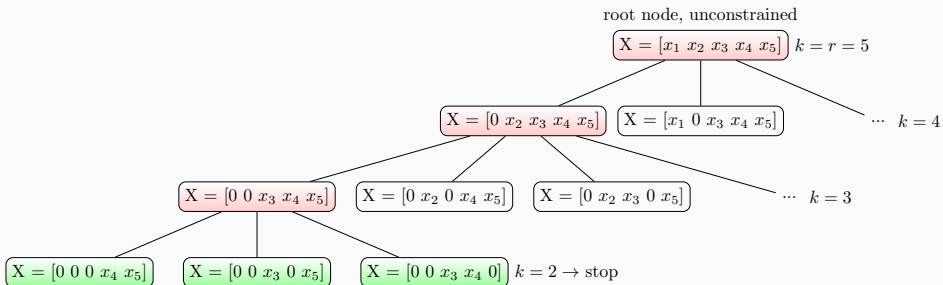 root node, unconstrained
X = [x₁ x₂ x₃ x₄ x₅] k = r = 5
X = [0 x₂ x₃ x₄ x₅] X = [x₁ 0 x₃ x₄ x₅] ... k = 4
X = [0 0 x₃ x₄ x₅] X = [0 x₂ 0 x₄ x₅] X = [0 x₂ x₃ 0 x₅] ... k = 3
X = [0 0 0 x₄ x₅] X = [0 0 x₃ 0 x₅] X = [0 0 x₃ x₄ 0] k = 2 → stop